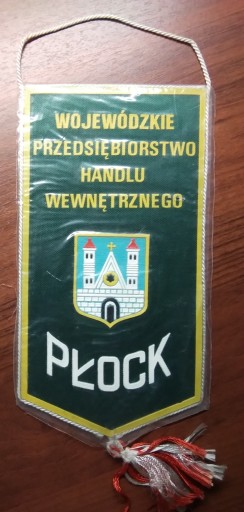 WOJEWÓDZKIE
PRZEDSIĘBIORSTWO
HANDLU
WEWNĘTRZNEGO
PŁOCK